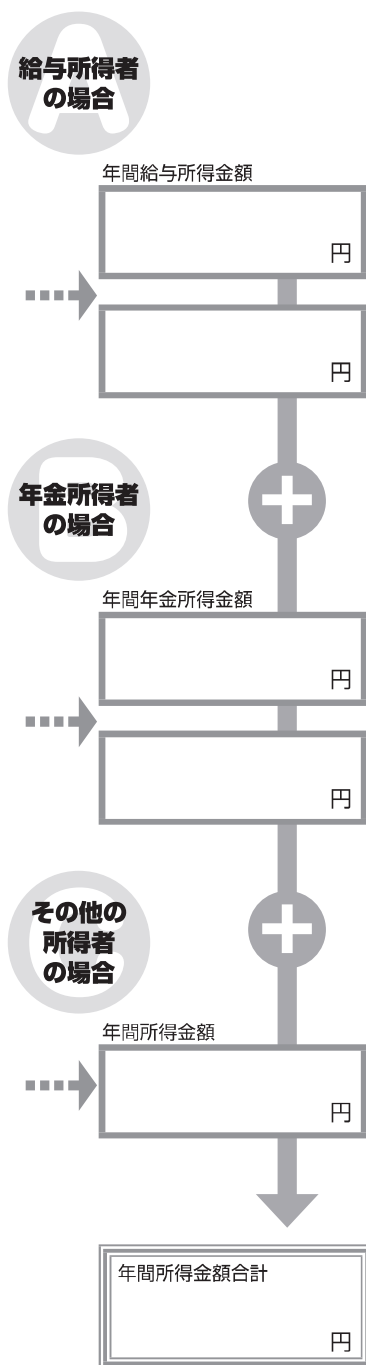 A
給与所得者
の場合
年間給与所得金額
円
円
B
年金所得者
の場合
年間年金所得金額
円
円
C
その他の
所得者
の場合
年間所得金額
円
年間所得金額合計
円